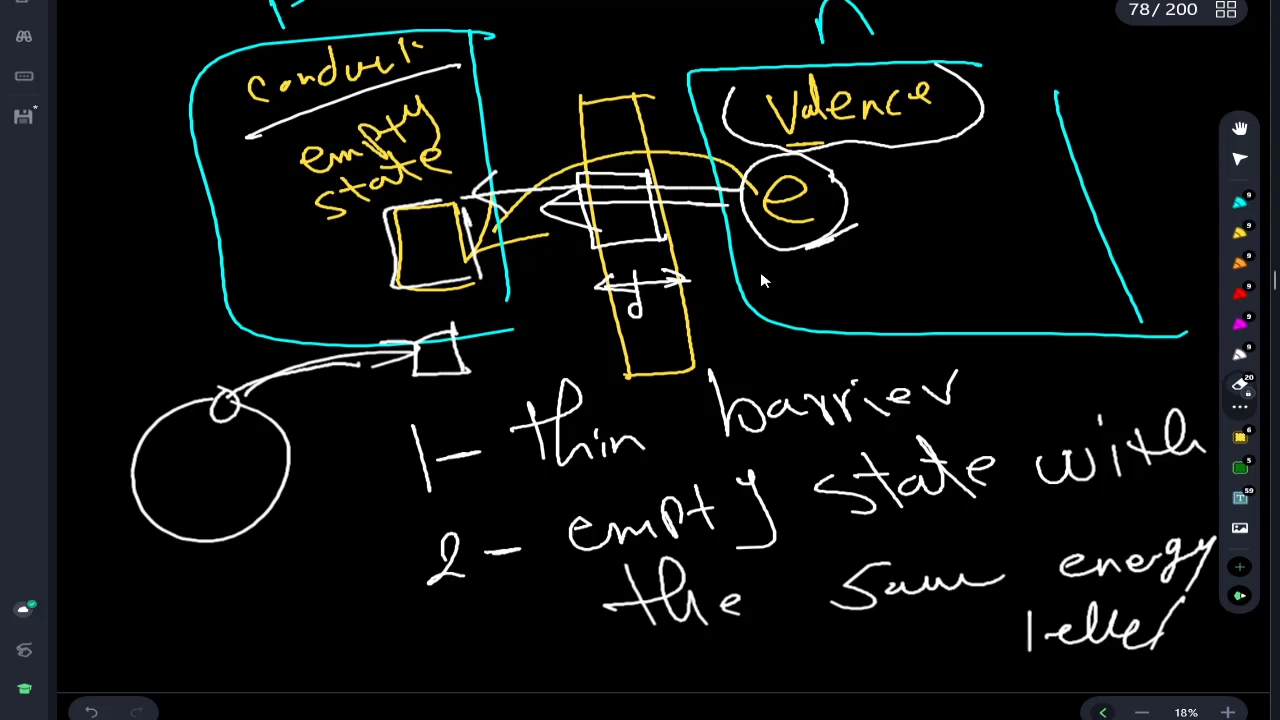 78/200
n
conduct
Valence
empty
state
e
d
1- thin barrier
2- empty state with
the same energy
level
18%